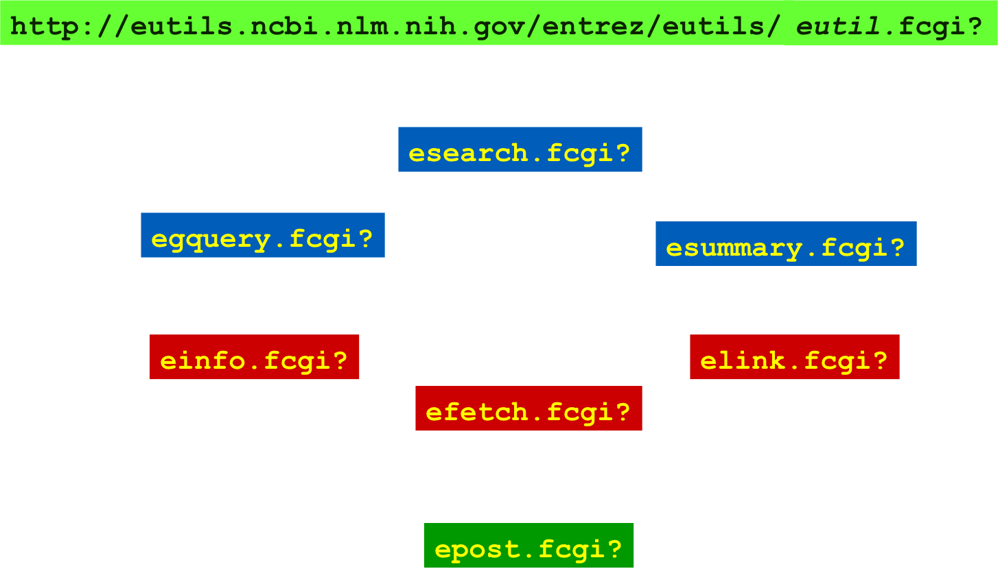 http://eutils.ncbi.nlm.nih.gov/entrez/eutils/ eutil.fcgi?
esearch.fcgi?
egquery.fcgi?
esummary.fcgi?
einfo.fcgi?
elink.fcgi?
efetch.fcgi?
epost.fcgi?